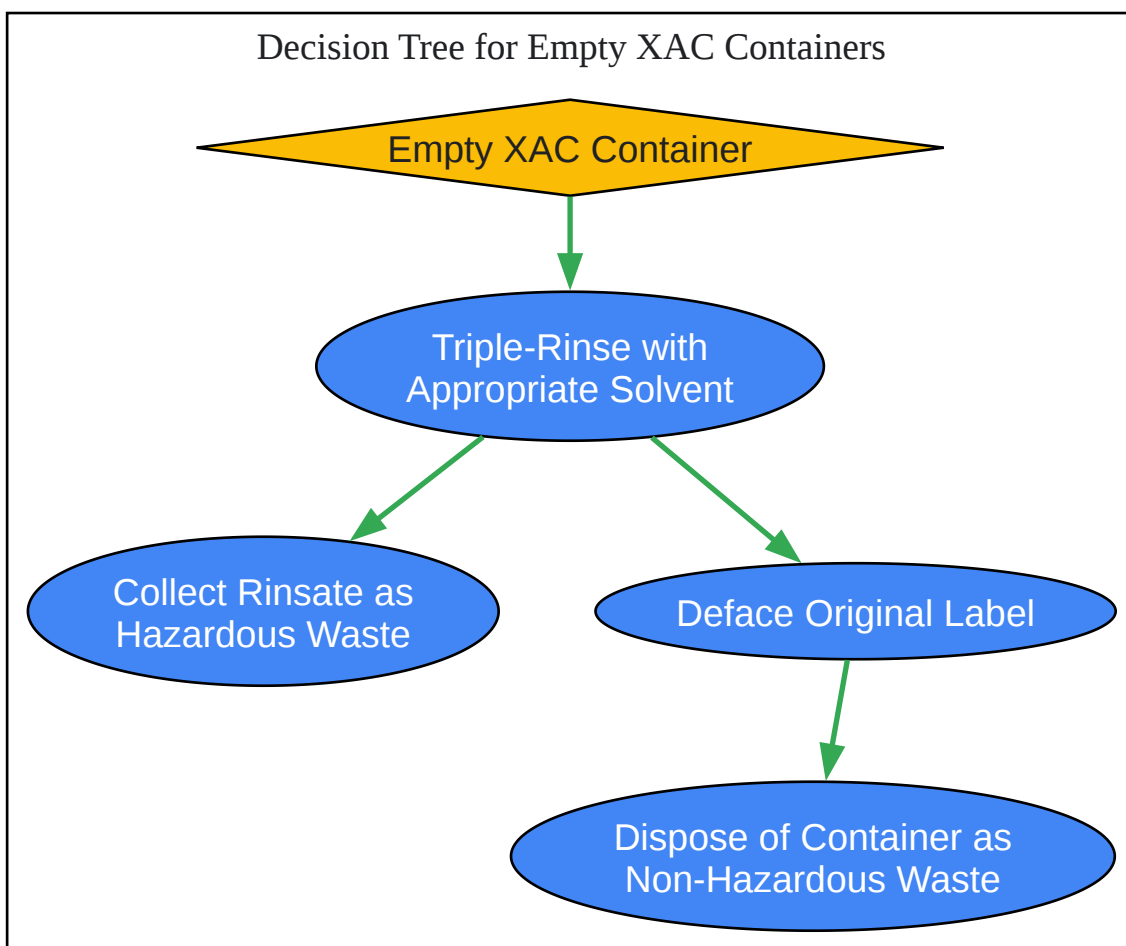 Decision Tree for Empty XAC Containers
Empty XAC Container
Triple-Rinse with
Appropriate Solvent
Collect Rinsate as
Hazardous Waste
Deface Original Label
Dispose of Container as
Non-Hazardous Waste